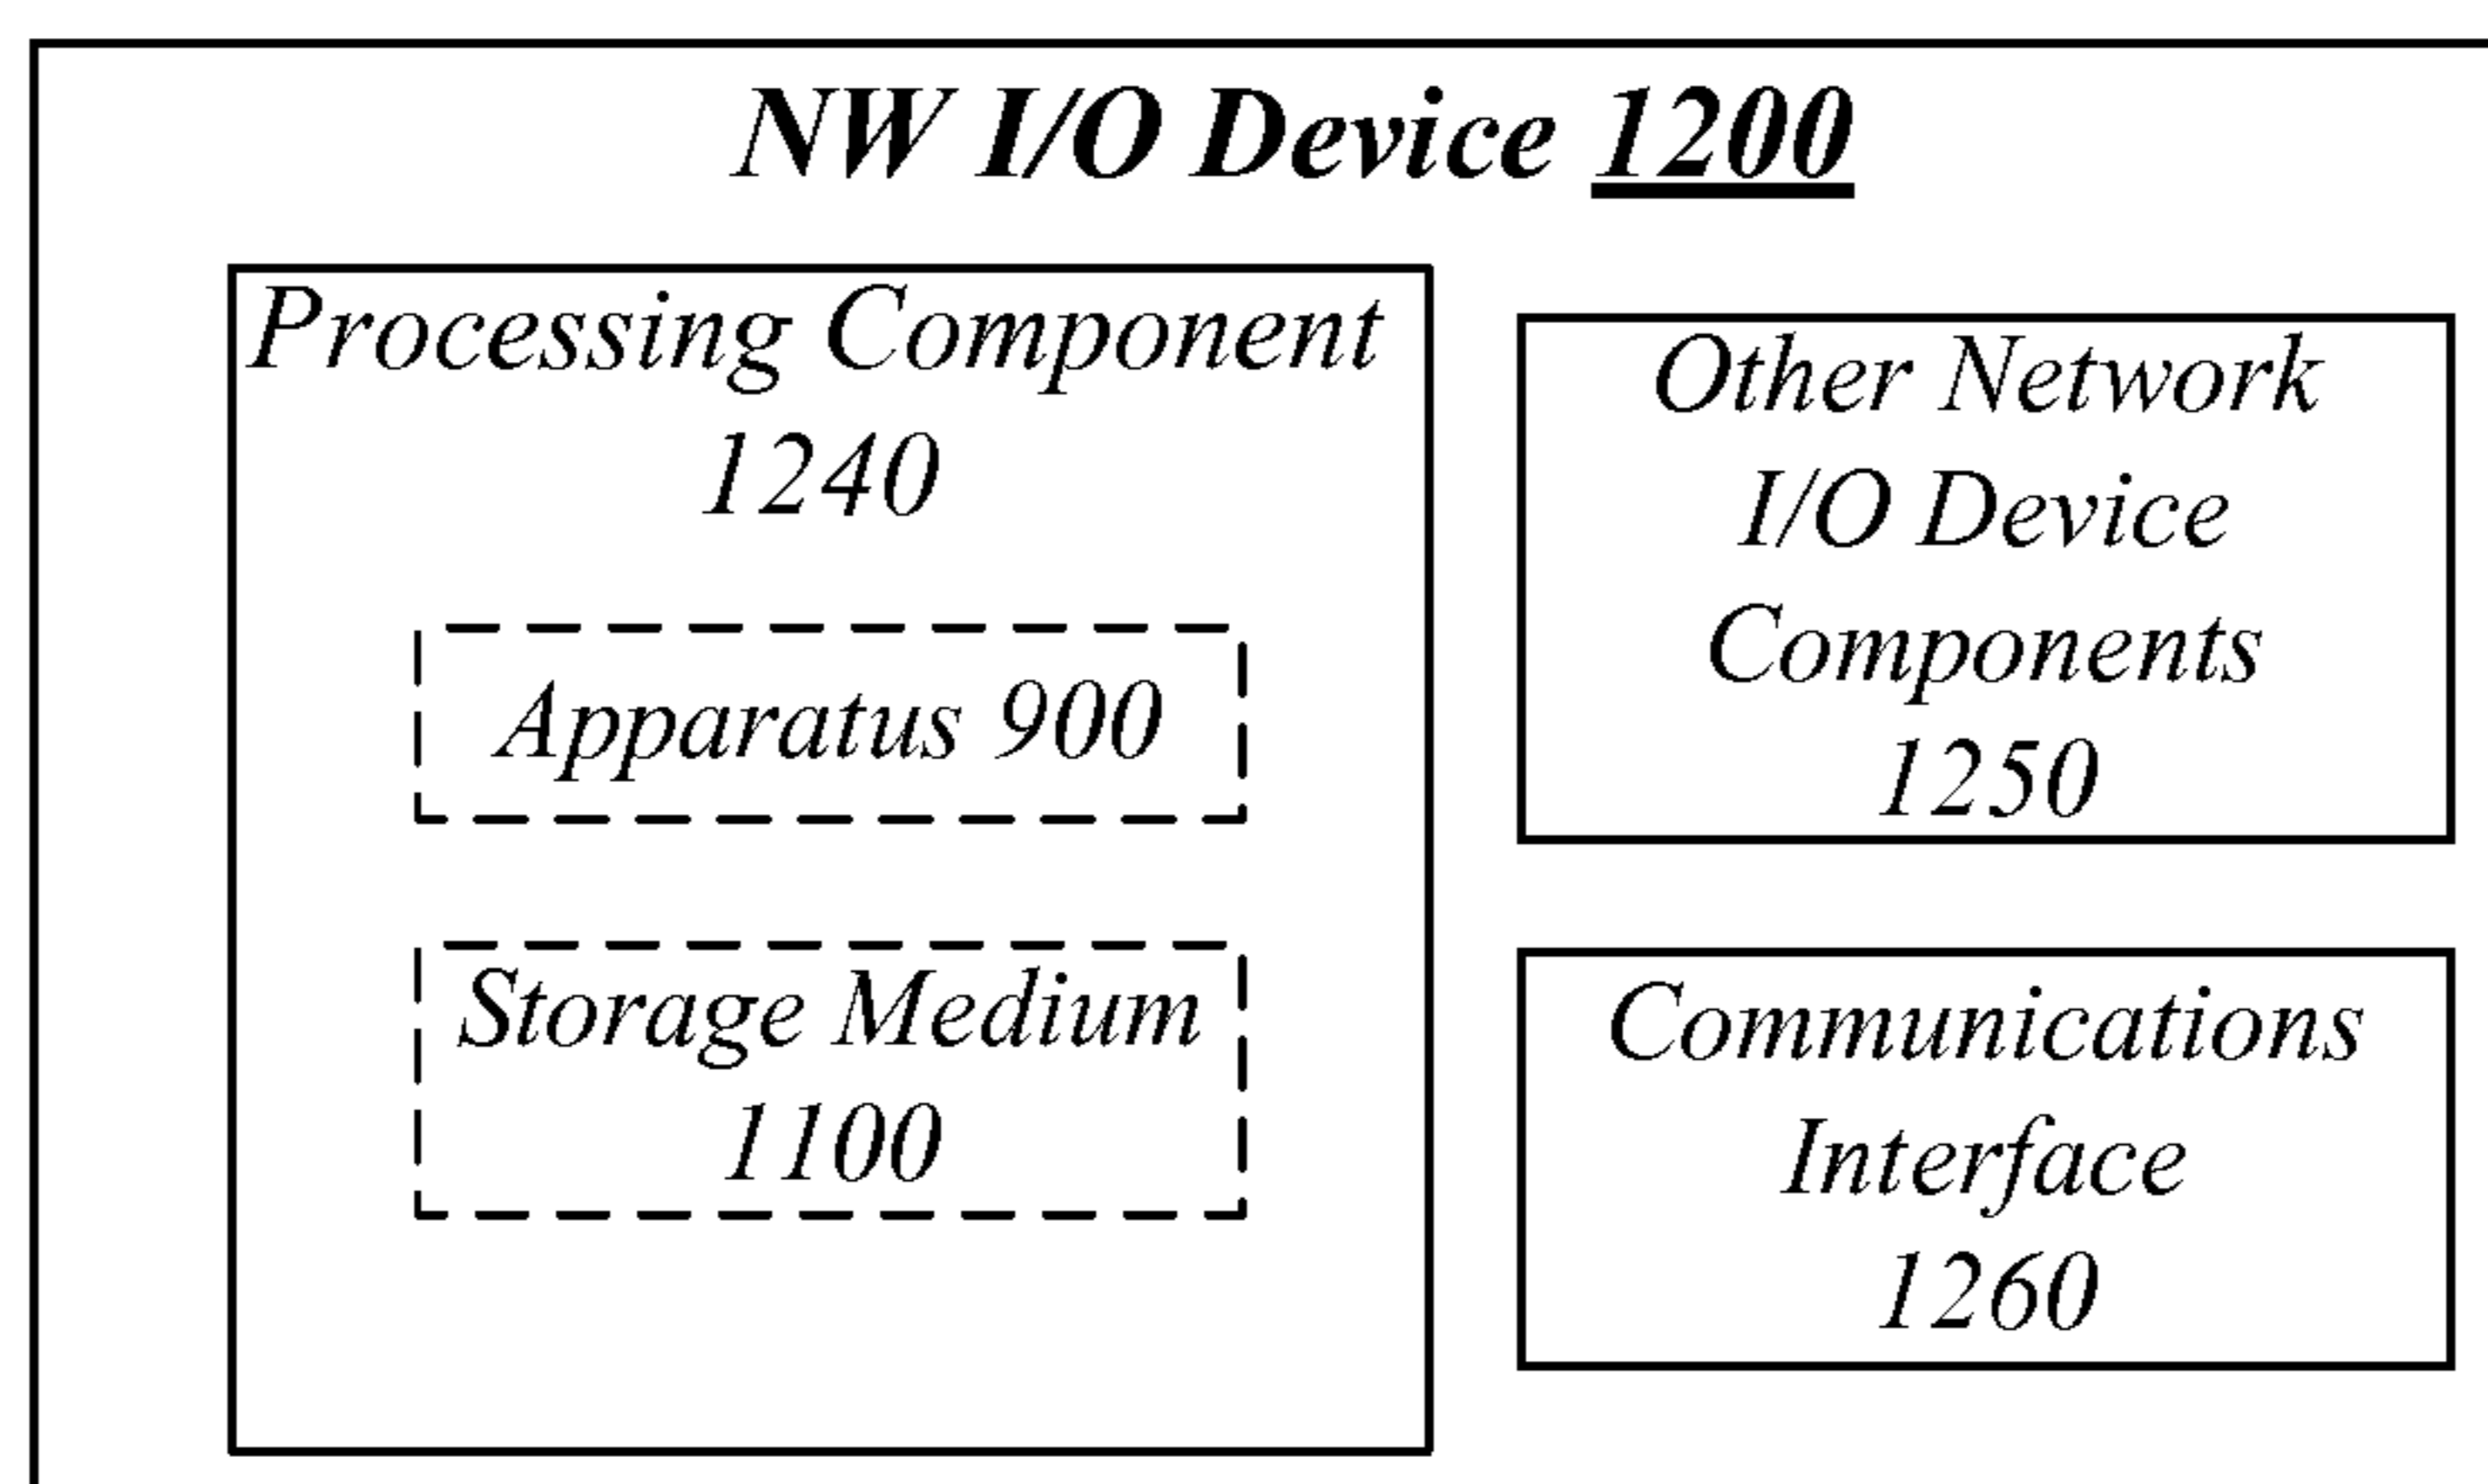 NW I/O Device 1200
Processing Component
1240
Apparatus 900
Storage Medium
1100
Other Network
I/O Device
Components
1250
Communications
Interface
1260